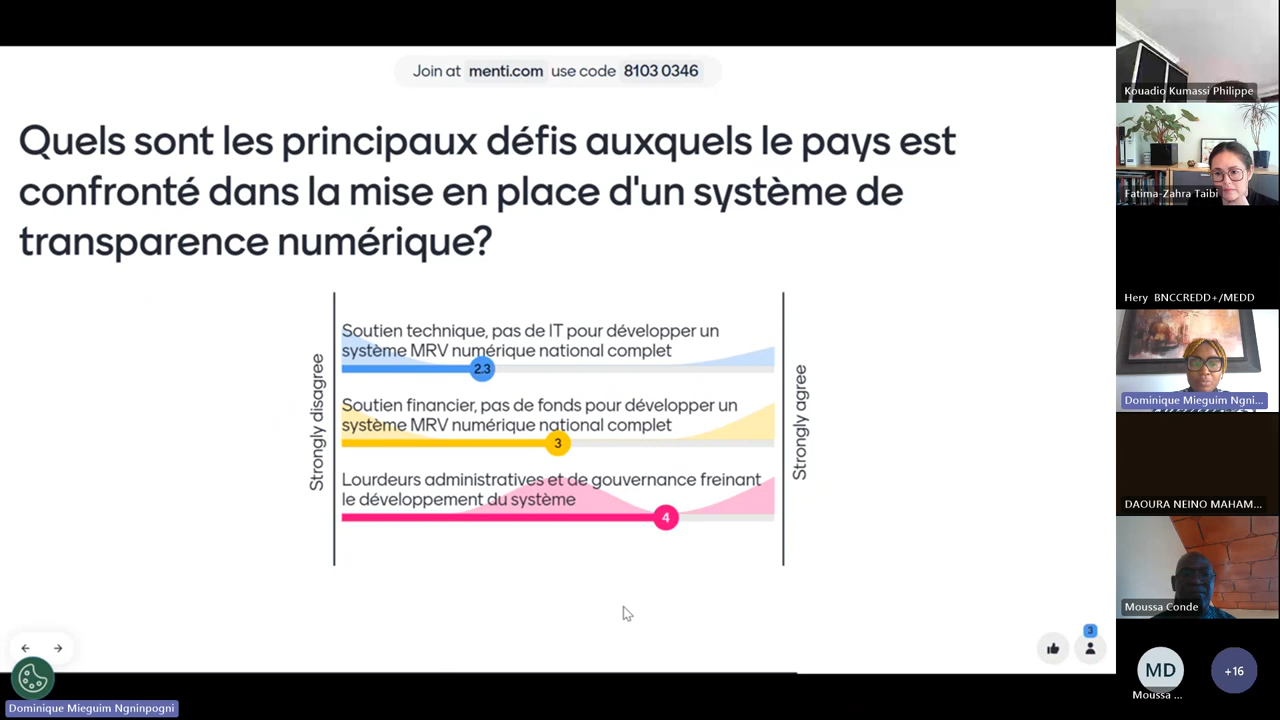 Join at menti.com use code 8103 0346
Quels sont les principaux défis auxquels le pays est
confronté dans la mise en place d'un système de
transparence numérique?
Strongly disagree
Soutien technique, pas de IT pour développer un
système MRV numérique national complet
2.3
Soutien financier, pas de fonds pour développer un
système MRV numérique national complet
3
Lourdeurs administratives et de gouvernance freinant
le développement du système
4
Strongly agree
3
Dominique Mieguim Ngninpogni
Kouadio Kumassi Philippe
Fatima-Zahra Taibi
Hery BNCCREDD+/MEDD
Dominique Mieguim Ngni...
DAOURA NEINO MAHAM...
Moussa Conde
MD
Moussa ...
+16